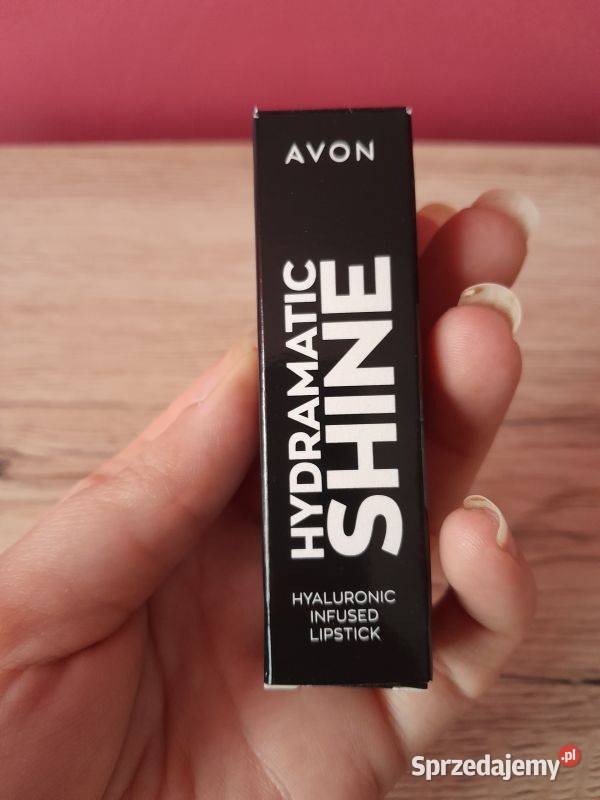 AVON
HYDRAMATIC
SHINE
HYALURONIC
INFUSED
LIPSTICK
Sprzedajemy.pl